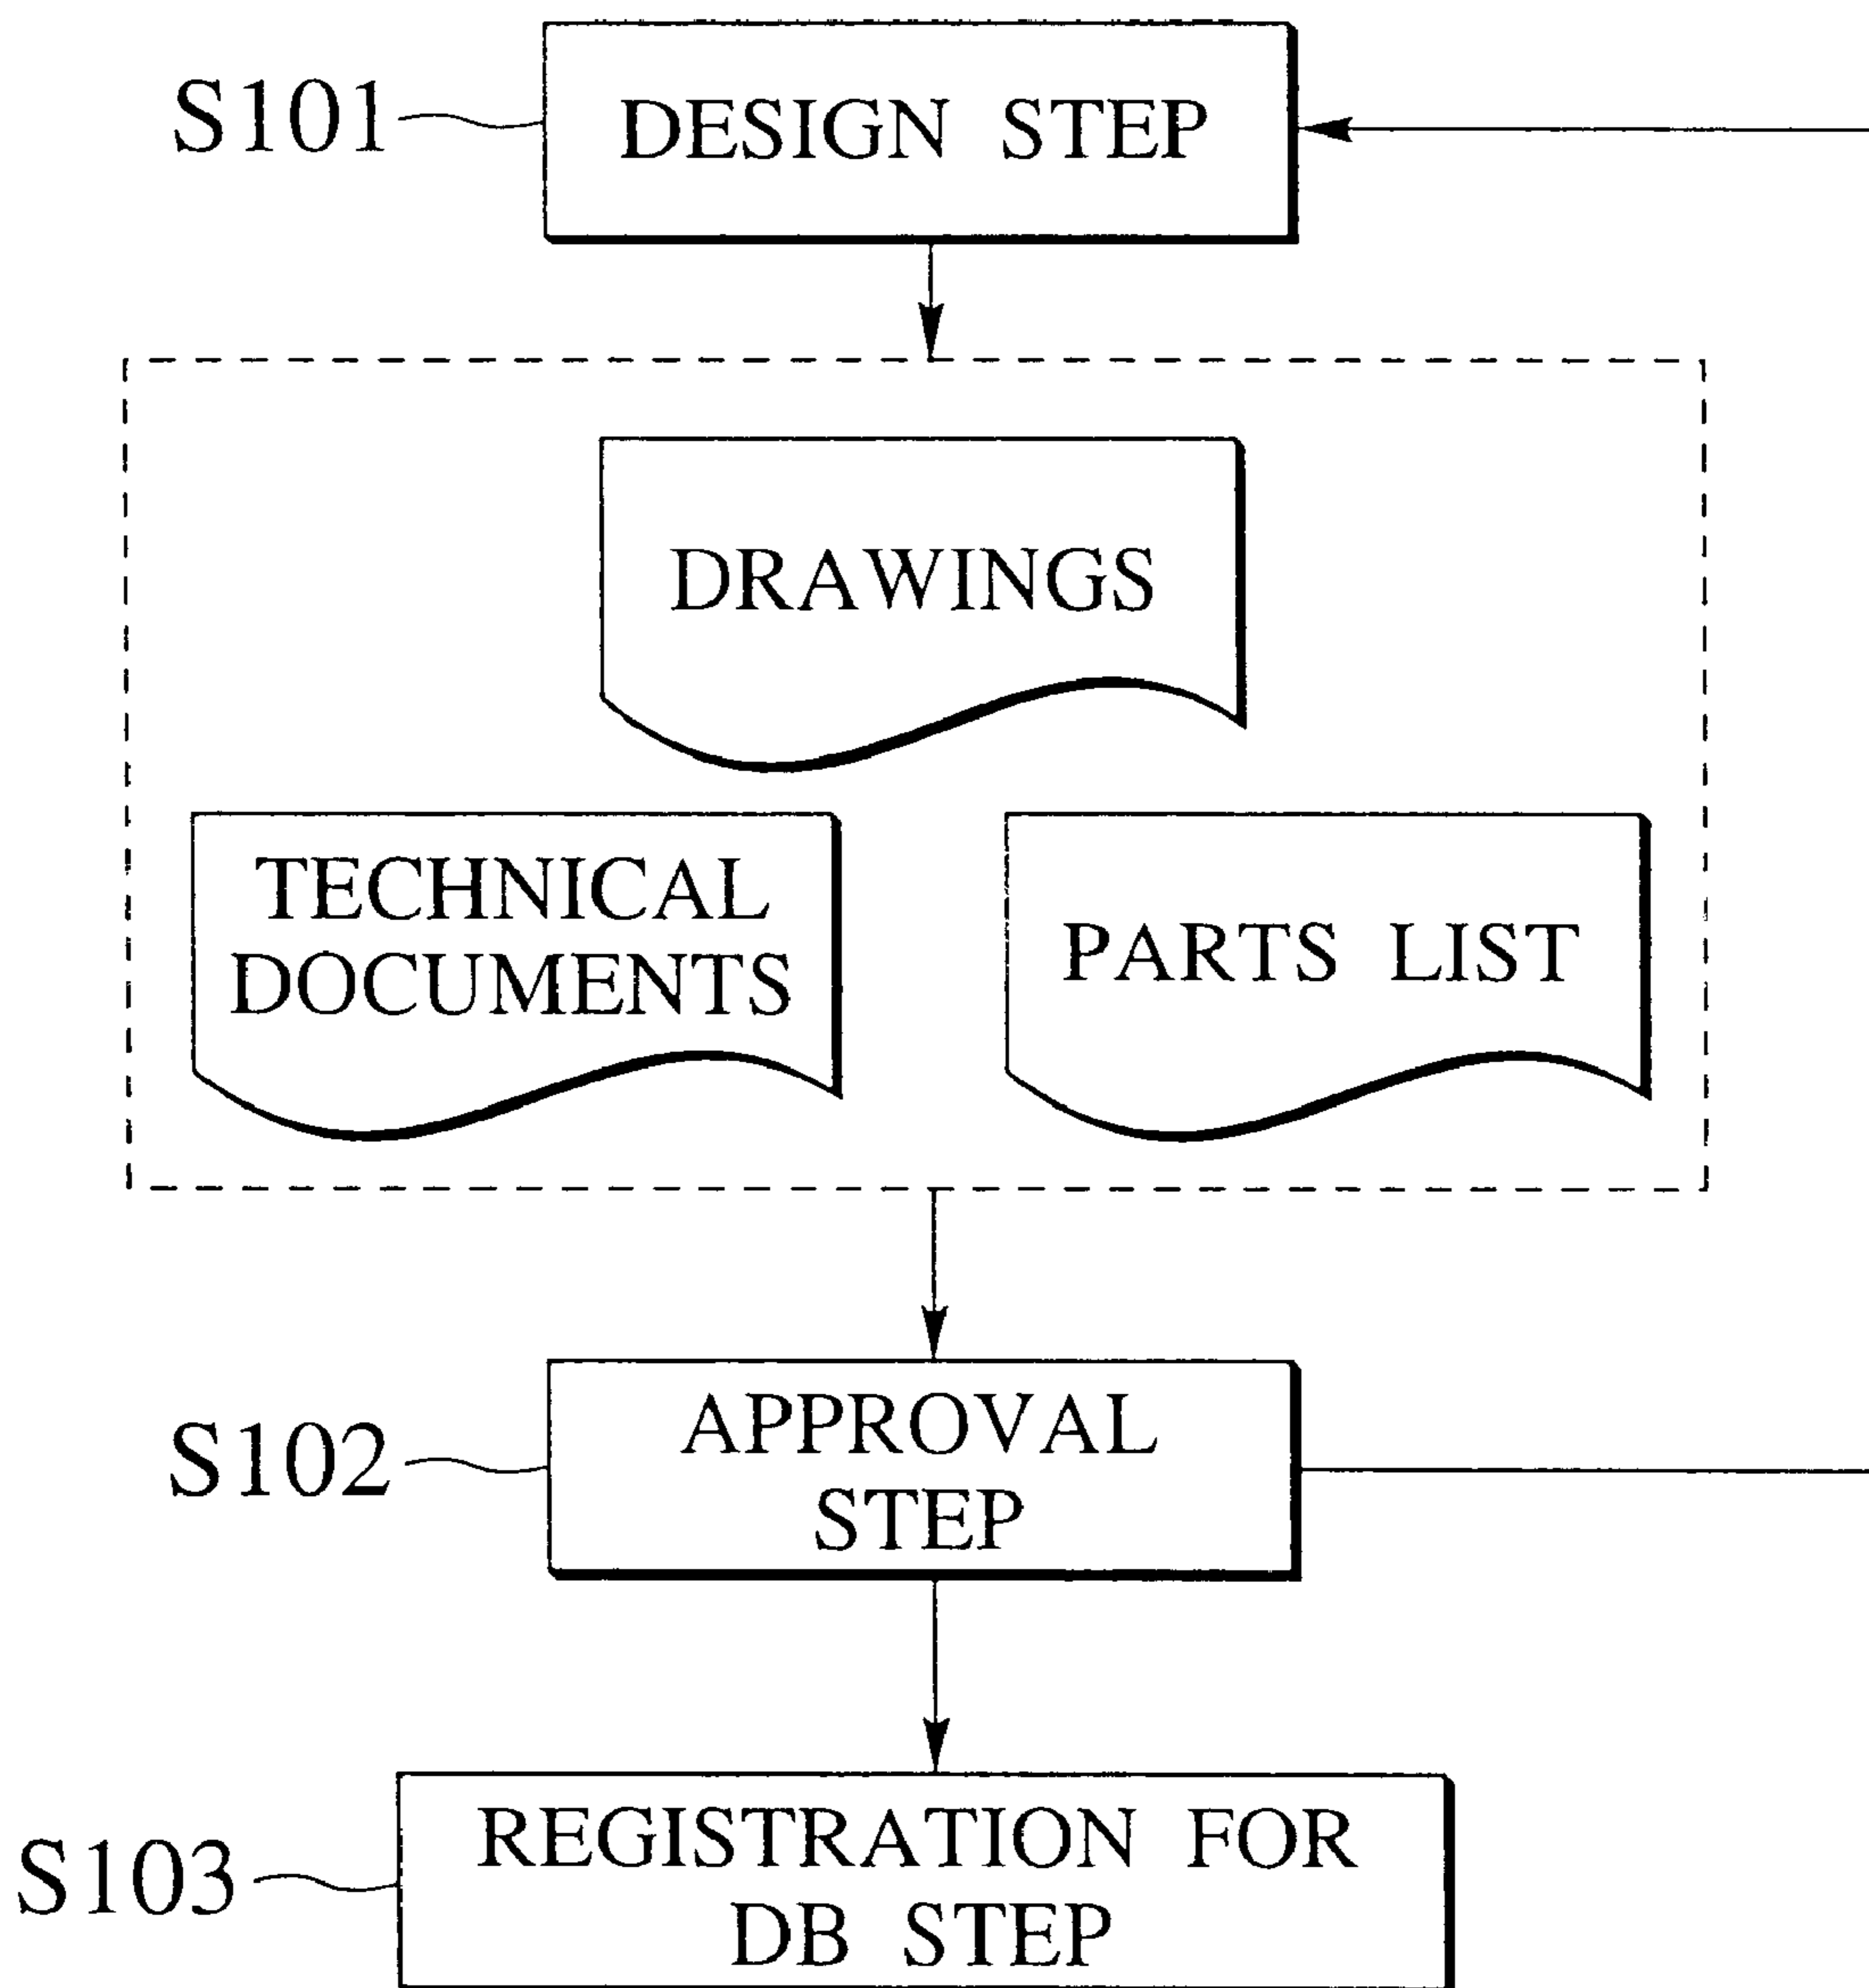 S101
DESIGN STEP
DRAWINGS
TECHNICAL
DOCUMENTS
PARTS LIST
S102
APPROVAL
STEP
S103
REGISTRATION FOR
DB STEP